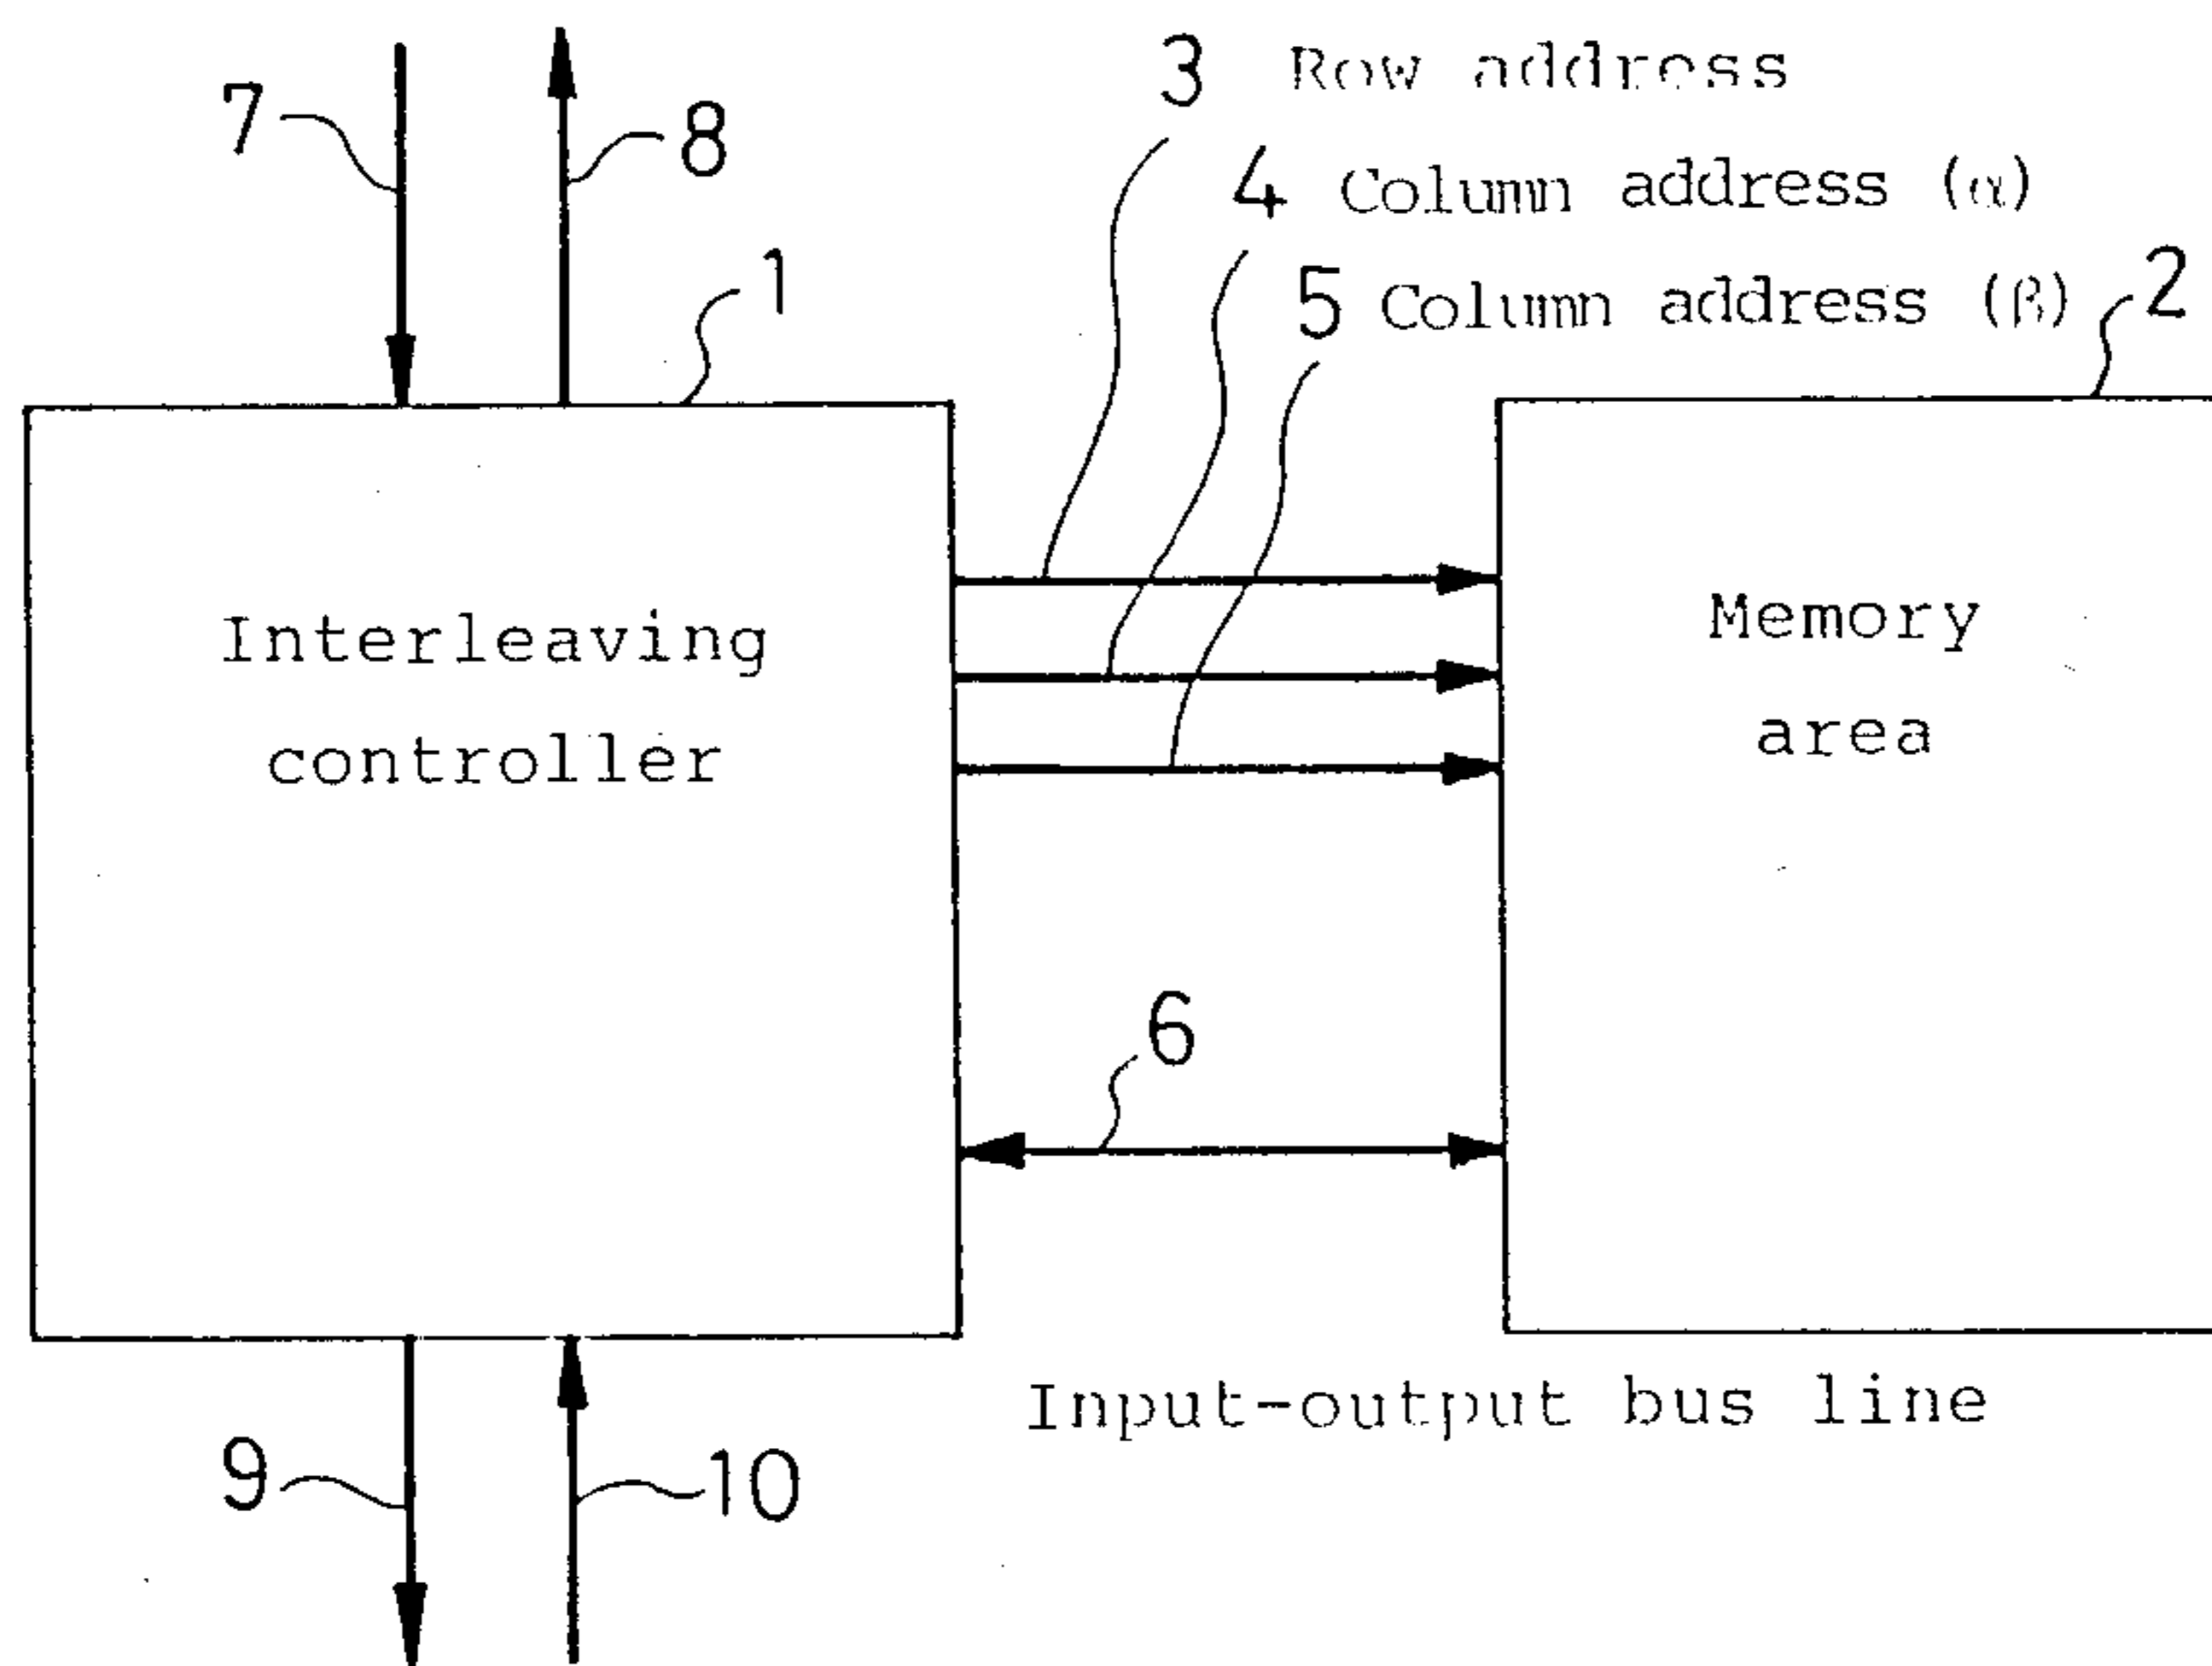 7
8
3 Row address
4 Column address (α)
5 Column address (β)
1
2
Interleaving
controller
Memory
area
6
Input-output bus line
9
10